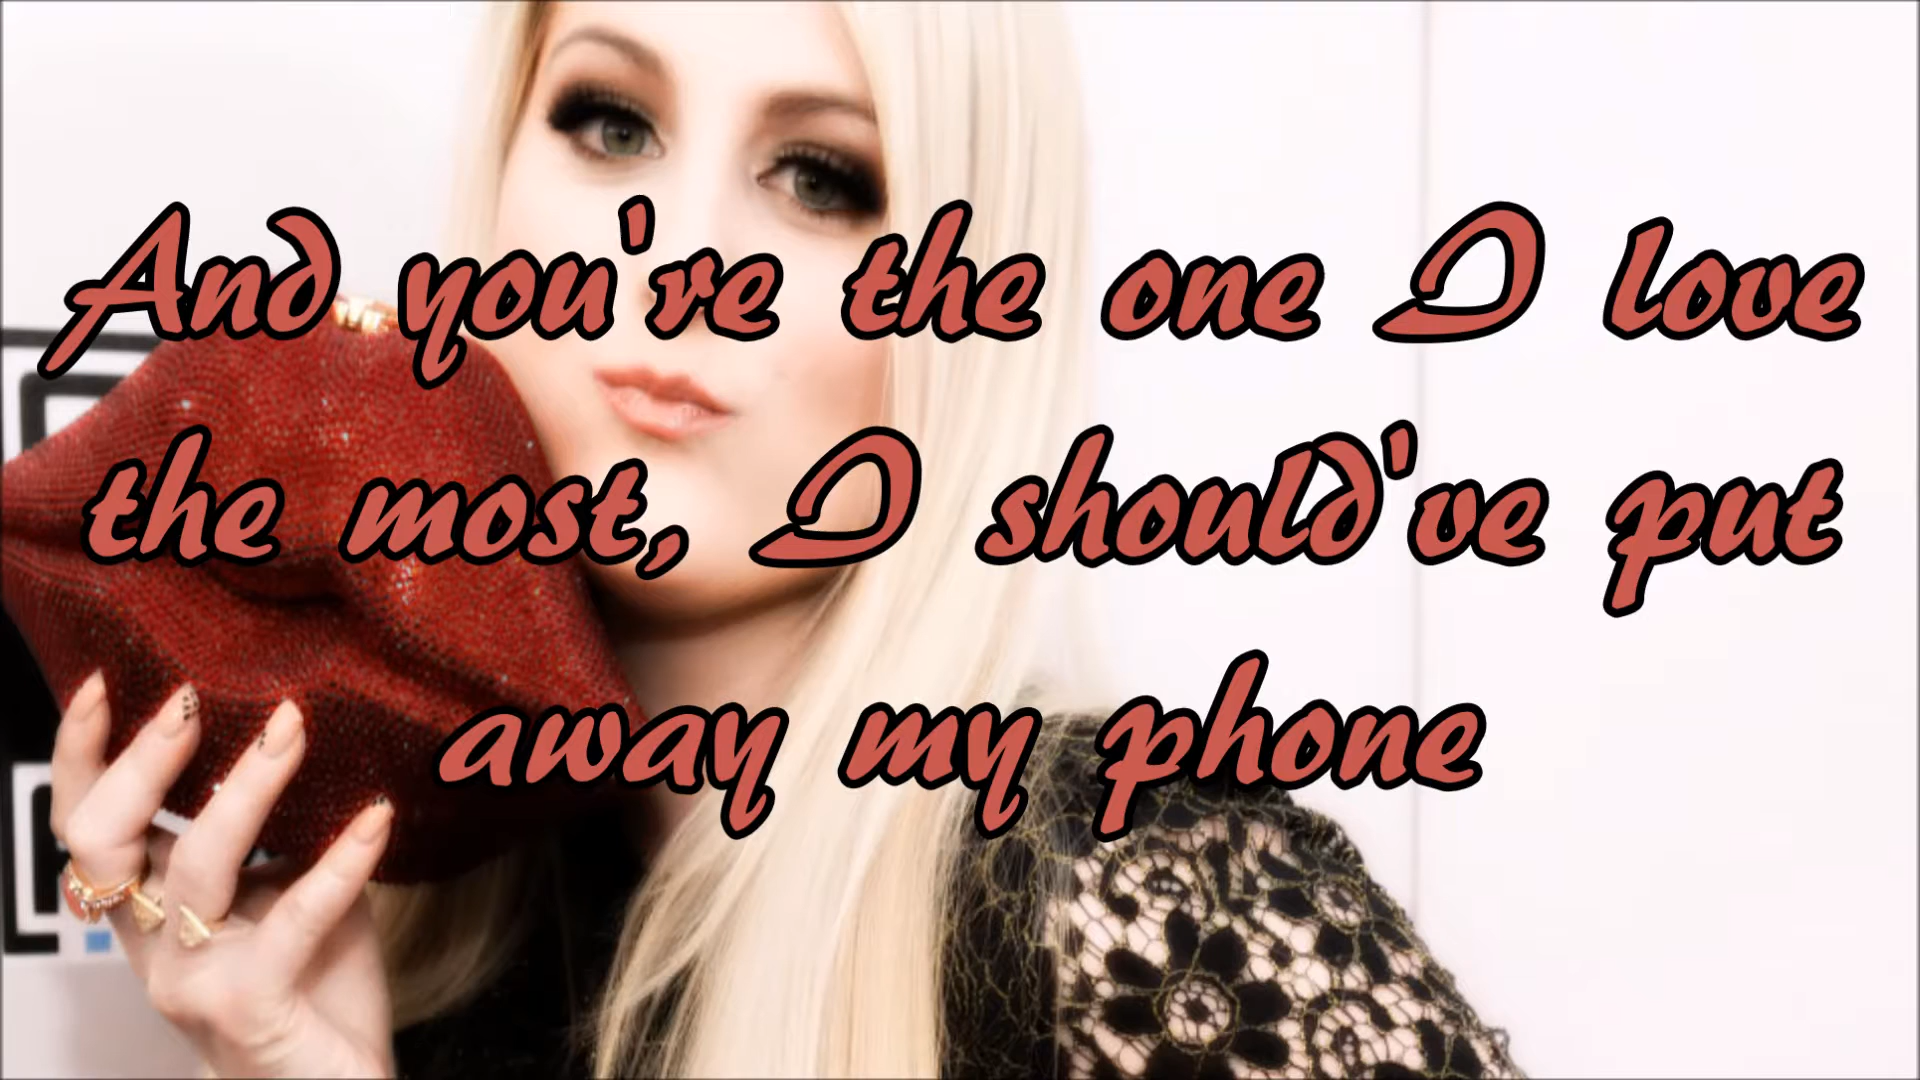 And you're the one I love
the most, I should've put
away my phone